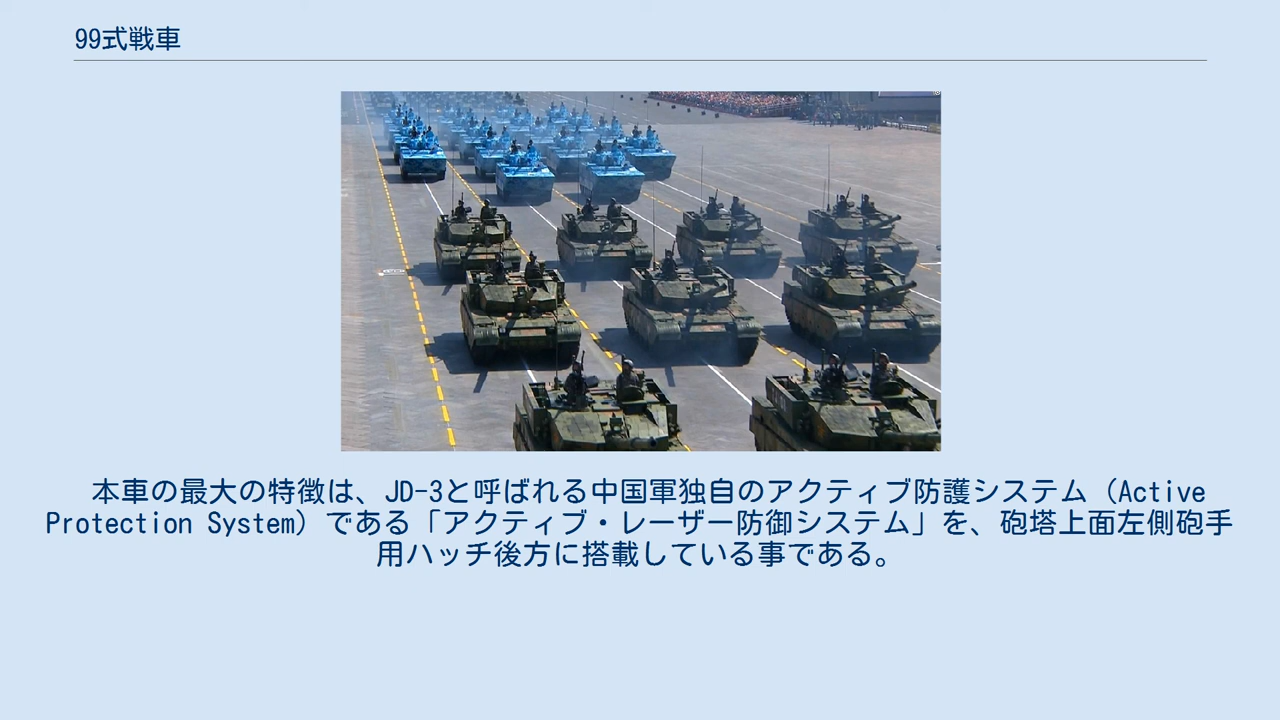 99式戦車
本車の最大の特徴は、JD-3と呼ばれる中国軍独自のアクティブ防護システム（Active
Protection System）である「アクティブ・レーザー防御システム」を、砲塔上面左側砲手
用ハッチ後方に搭載している事である。